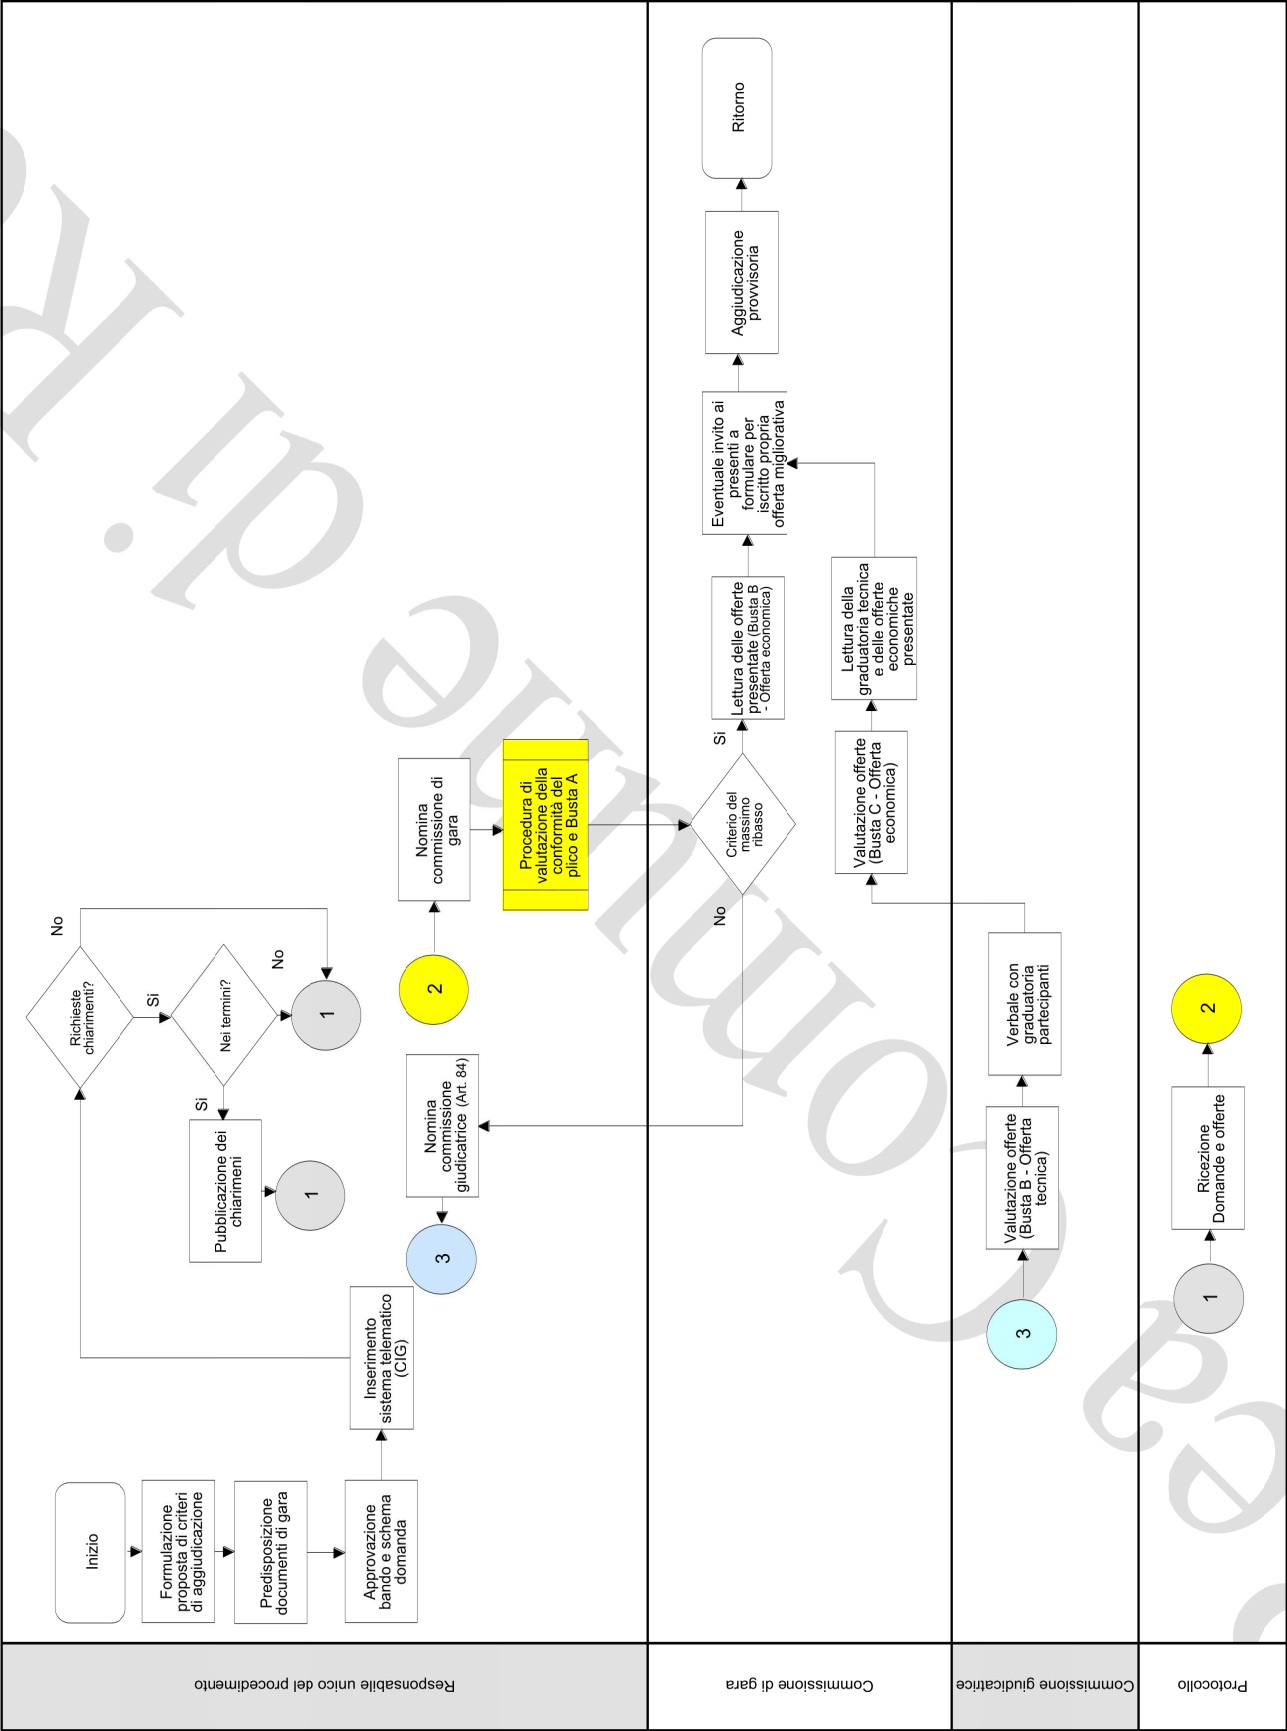 Responsabile unico del procedimento
Inizio
Formulazione
proposta di criteri
di aggiudicazione
Predisposizione
documenti di gara
Approvazione
bando e schema
domanda
Inserimento
sistema telematico
(CIG)
Richieste
chiarimenti?
No
Si
Nei termini?
No
Si
1
Pubblicazione dei
chiarimeni
1
2
Nomina
commissione di
gara
Procedura di
valutazione della
conformità del
plico e Busta A
Nomina
commissione
giudicatrice (Art. 84)
3
Commissione di gara
Criterio del
massimo
ribasso
No
Si
Lettura delle offerte
presentate (Busta B
- Offerta economica)
Eventuale invito ai
presenti a
formulare per
iscritto propria
offerta migliorativa
Aggiudicazione
provvisoria
Ritorno
Valutazione offerte
(Busta C - Offerta
economica)
Lettura della
graduatoria tecnica
e delle offerte
economiche
presentate
Commissione giudicatrice
3
Valutazione offerte
(Busta B - Offerta
tecnica)
Verbale con
graduatoria
partecipanti
Protocollo
1
Ricezione
Domande e offerte
2
Comune di